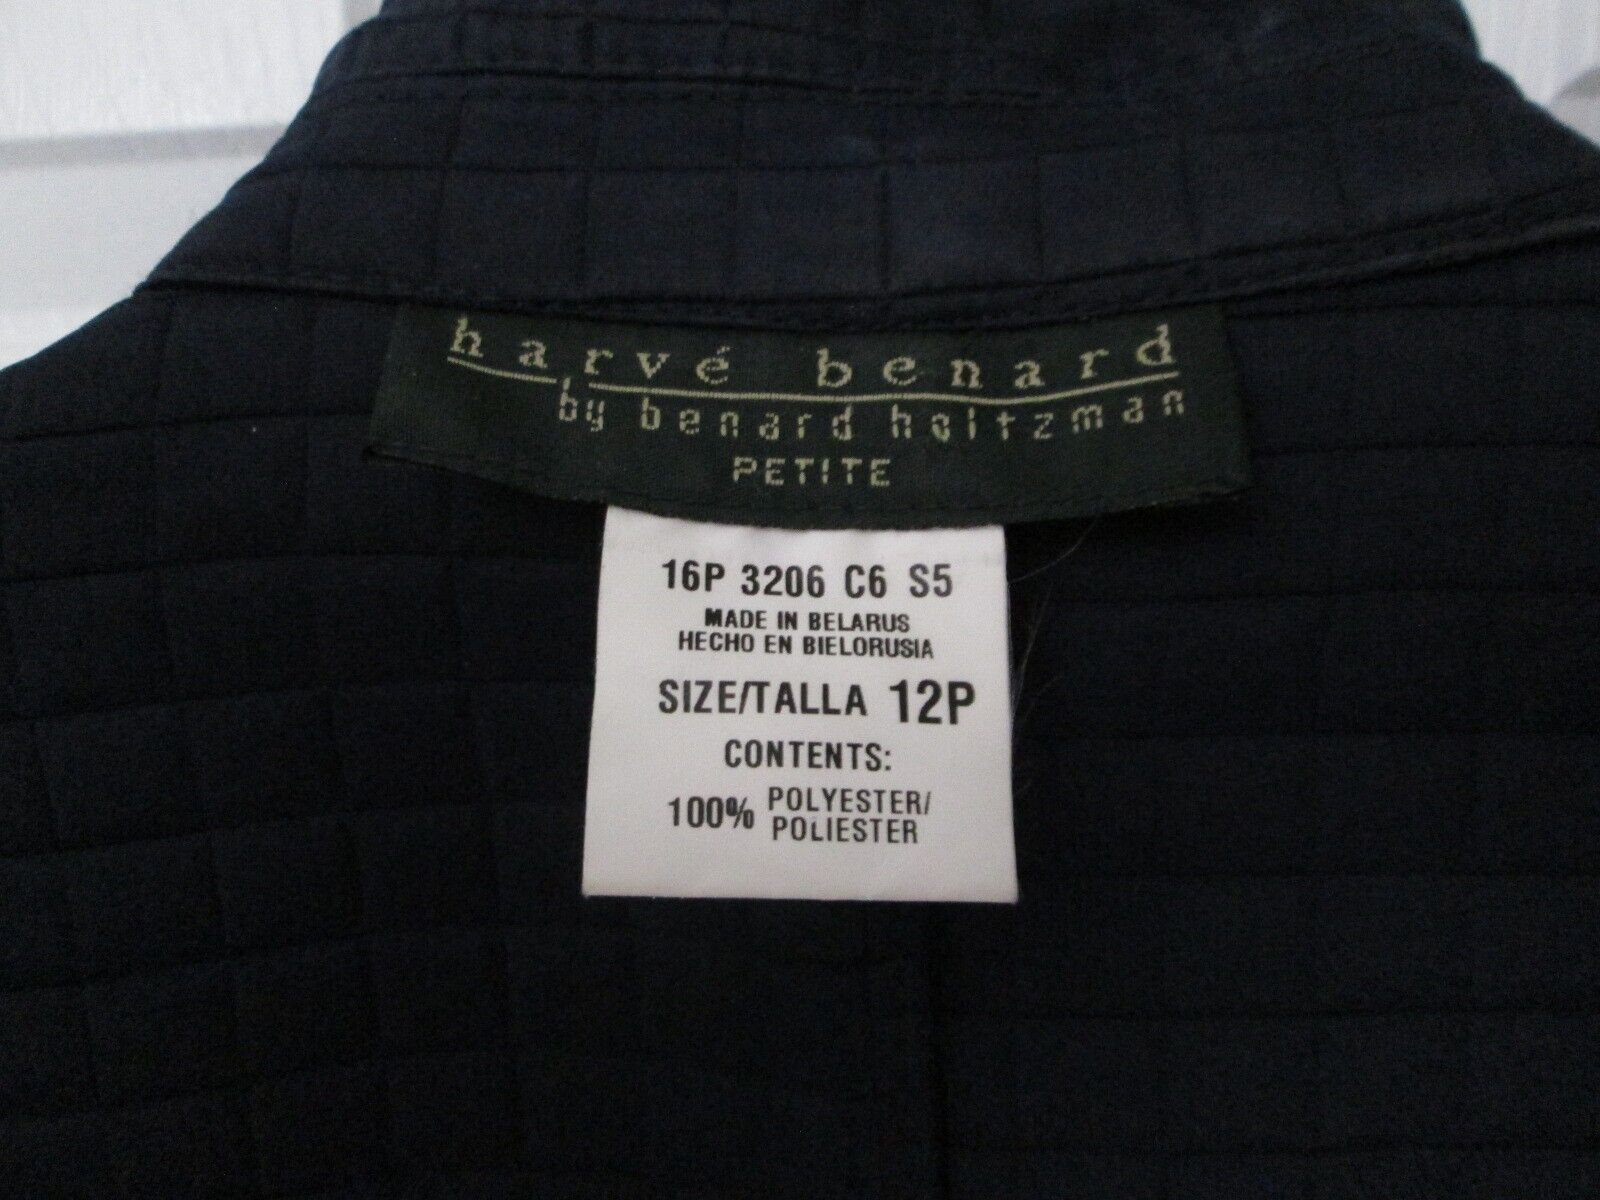 harvé benard
by benard holtzman
PETITE
16P 3206 C6 S5
MADE IN BELARUS
HECHO EN BIELORUSIA
SIZE/TALLA 12P
CONTENTS:
100% POLYESTER/
POLIESTER